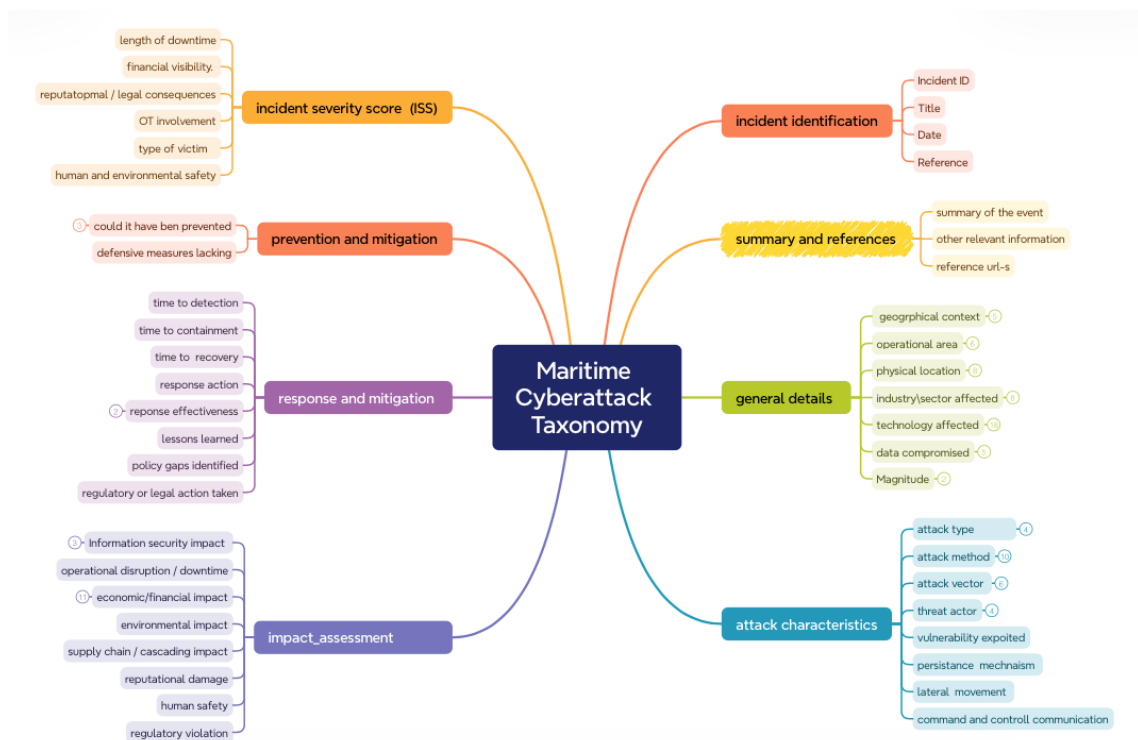 Maritime
Cyberattack
Taxonomy
incident severity score (ISS)
length of downtime
financial visibility.
reputatopmal / legal consequences
OT involvement
type of victim
human and environmental safety
prevention and mitigation
3
could it have ben prevented
defensive measures lacking
response and mitigation
time to detection
time to containment
time to recovery
response action
2
reponse effectiveness
lessons learned
policy gaps identified
regulatory or legal action taken
impact_assessment
3
Information security impact
operational disruption / downtime
11
economic/financial impact
environmental impact
supply chain / cascading impact
reputational damage
human safety
regulatory violation
incident identification
Incident ID
Title
Date
Reference
summary and references
summary of the event
other relevant information
reference url-s
general details
geogrphical context
5
operational area
6
physical location
8
industry\sector affected
8
technology affected
18
data compromised
5
Magnitude
2
attack characteristics
attack type
4
attack method
10
attack vector
6
threat actor
4
vulnerability expoited
persistance mechnaism
lateral movement
command and controll communication